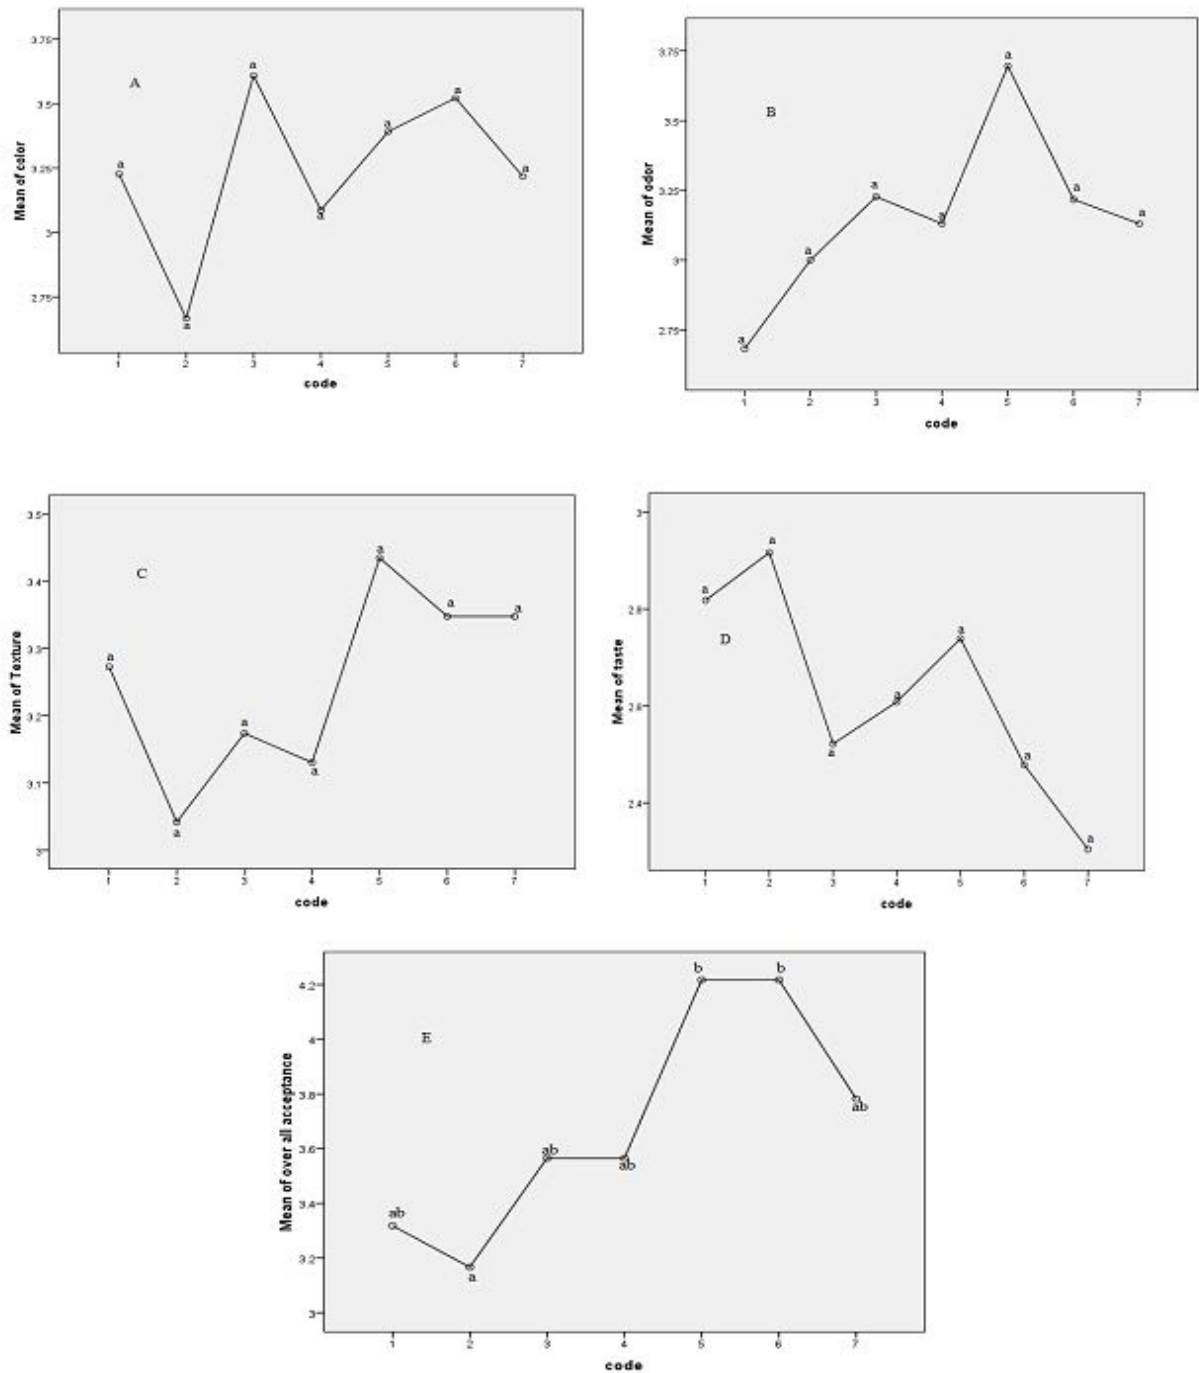 A
Mean of color
3.75
3.5
3.25
3
2.75
a
a
a
a
a
a
a
1 2 3 4 5 6 7
code
B
Mean of odor
3.75
3.5
3.25
3
2.75
a
a
a
a
a
a
a
1 2 3 4 5 6 7
code
C
Mean of Texture
3.5
3.4
3.3
3.2
3.1
3
a
a
a
a
a
a
a
1 2 3 4 5 6 7
code
D
Mean of taste
3
2.8
2.6
2.4
a
a
a
a
a
a
a
1 2 3 4 5 6 7
code
E
Mean of over all acceptance
4.2
4
3.8
3.6
3.4
3.2
3
ab
a
ab
ab
b
b
ab
1 2 3 4 5 6 7
code